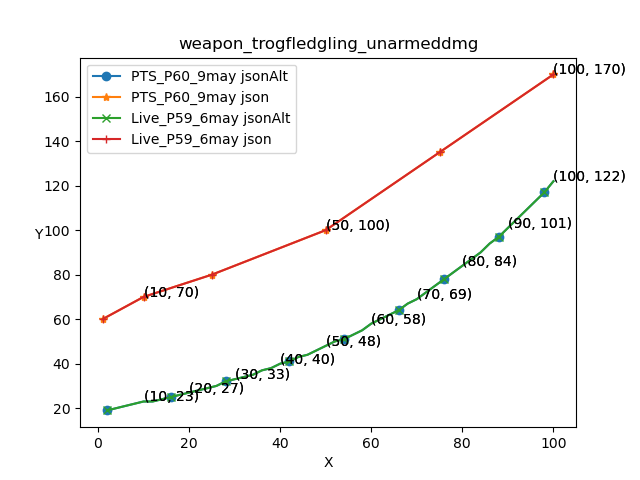 weapon_trogfledgling_unarmeddmg
PTS_P60_9may jsonAlt
PTS_P60_9may json
Live_P59_6may jsonAlt
Live_P59_6may json
(100, 170)
(50, 100)
(10, 70)
(100, 122)
(90, 101)
(80, 84)
(70, 69)
(60, 58)
(50, 48)
(40, 40)
(30, 33)
(20, 27)
(10, 23)
160
140
120
100
80
60
40
20
Y
0 20 40 60 80 100
X